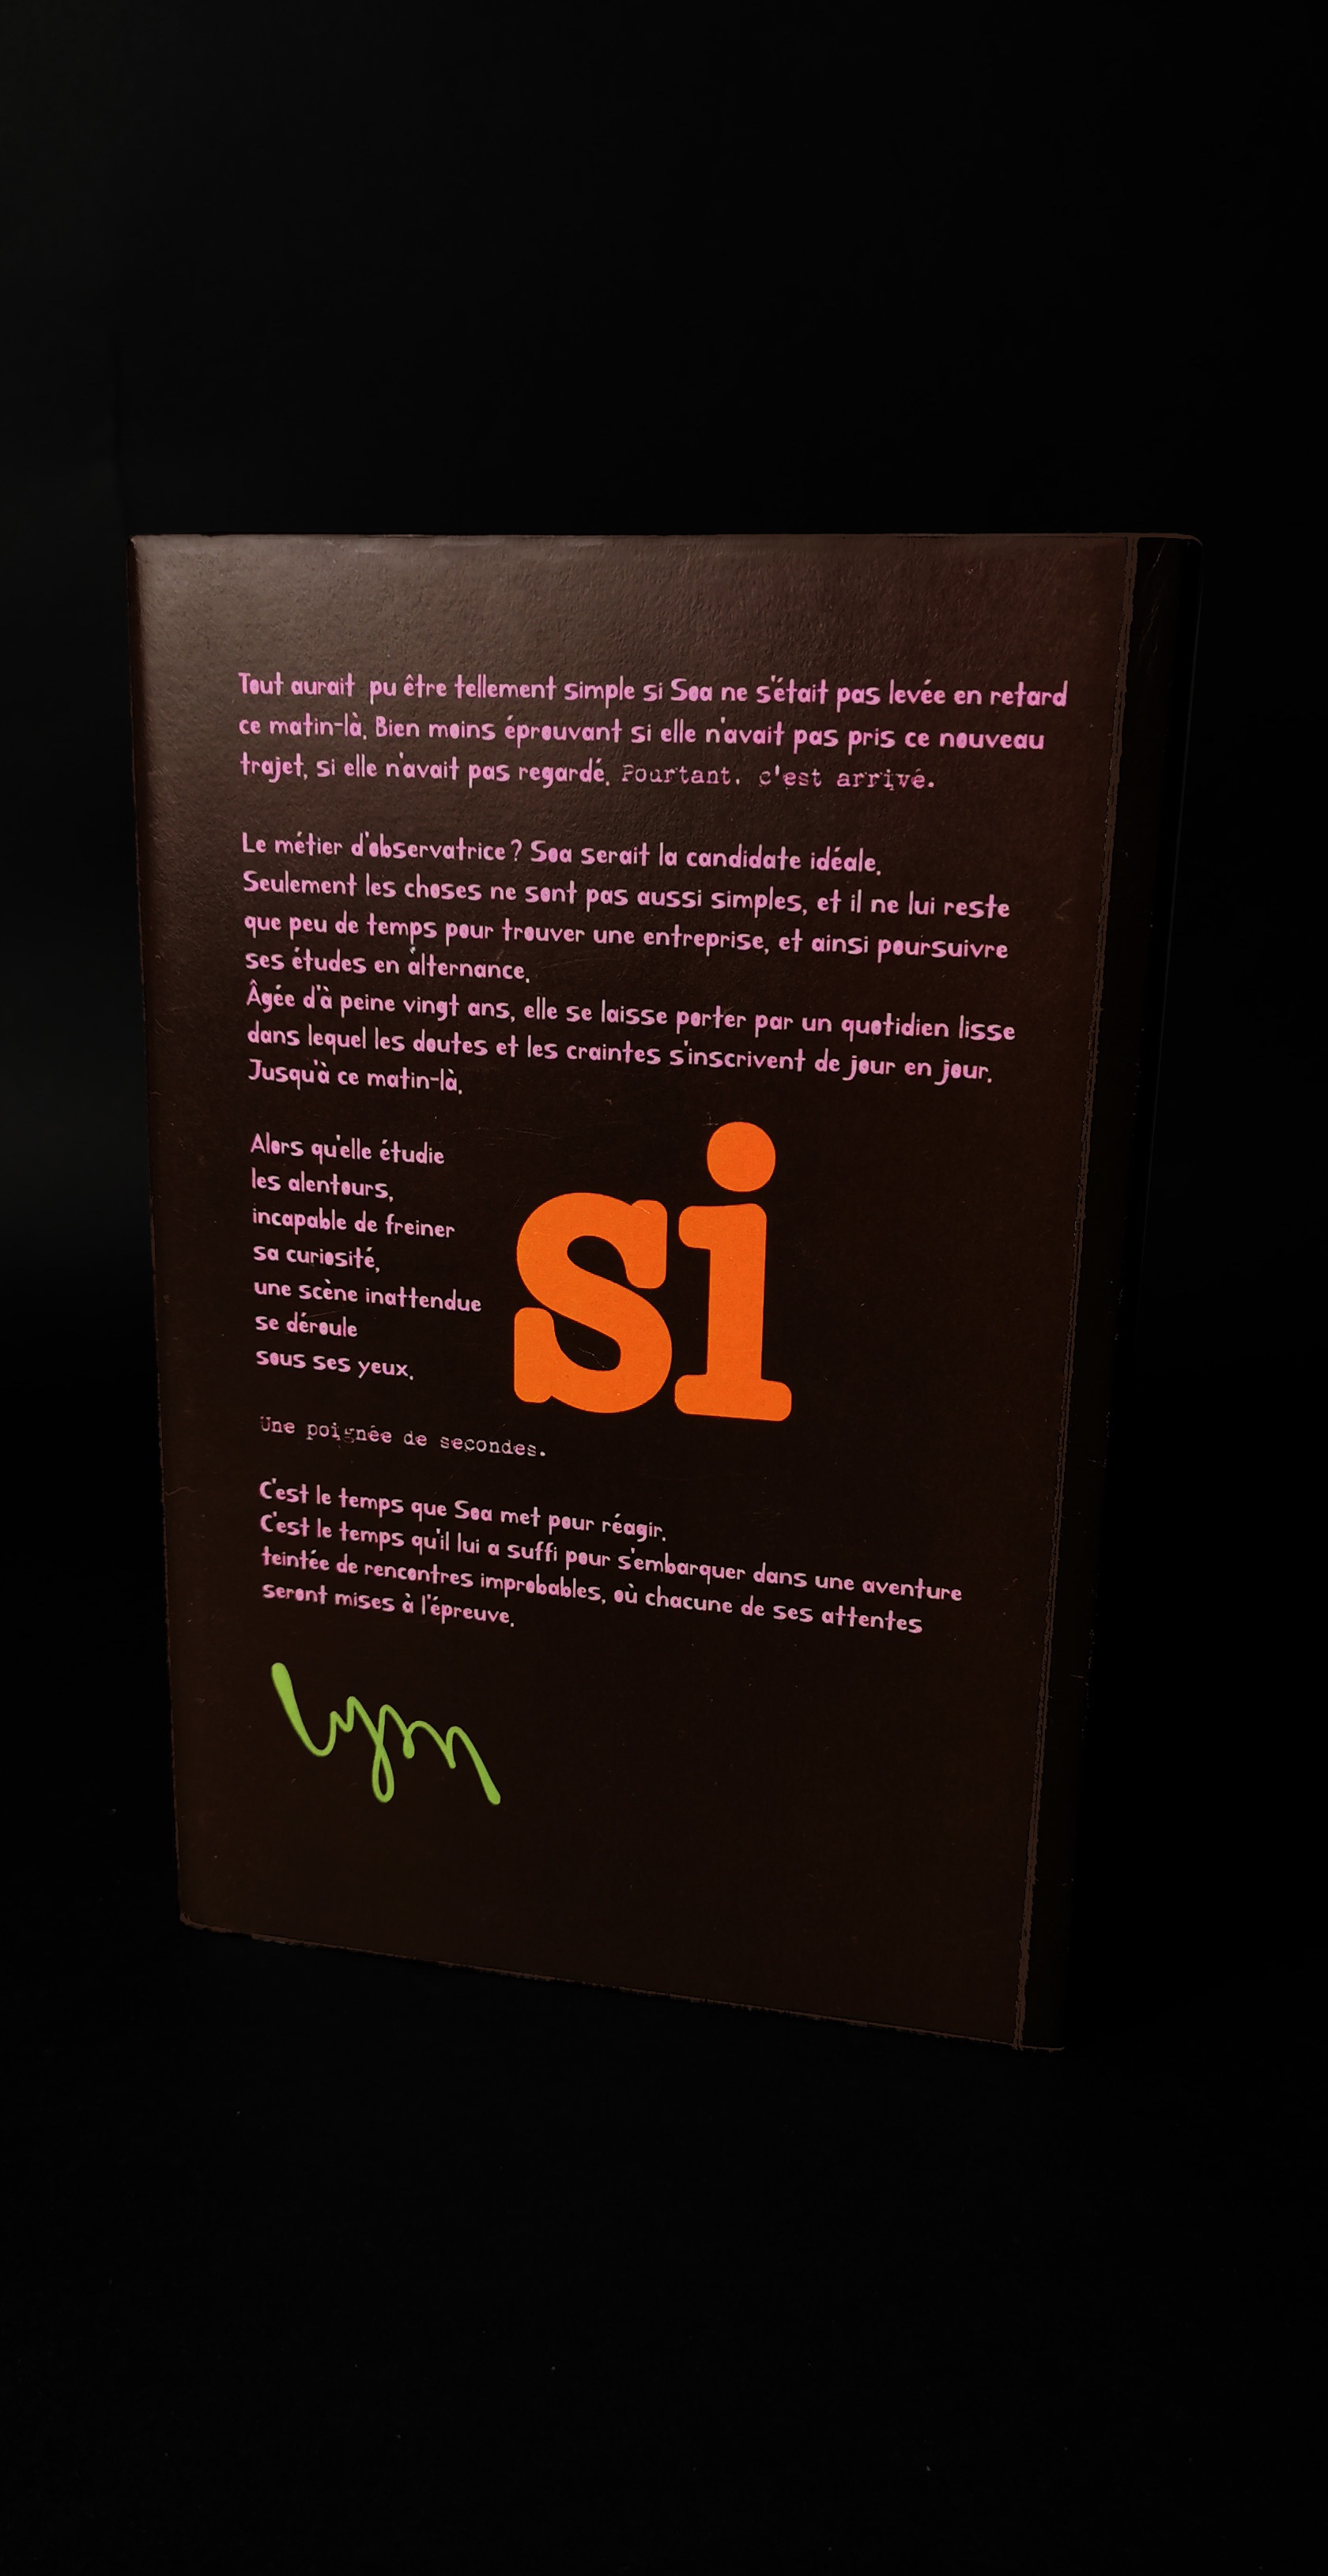 Tout aurait pu être tellement simple si Soa ne s'était pas levée en retard
ce matin-là. Bien moins éprouvant si elle n'avait pas pris ce nouveau
trajet, si elle n'avait pas regardé. Pourtant, c'est arrivé.
Le métier d'observatrice ? Soa serait la candidate idéale.
Seulement les choses ne sont pas aussi simples, et il ne lui reste
que peu de temps pour trouver une entreprise, et ainsi poursuivre
ses études en alternance.
Âgée d'à peine vingt ans, elle se laisse porter par un quotidien lisse
dans lequel les doutes et les craintes s'inscrivent de jour en jour.
Jusqu'à ce matin-là.
Alors qu'elle étudie
les alentours,
incapable de freiner
sa curiosité,
une scène inattendue
se déroule
sous ses yeux.
si
Une poignée de secondes.
C'est le temps que Soa met pour réagir.
C'est le temps qu'il lui a suffi pour s'embarquer dans une aventure
teintée de rencontres improbables, où chacune de ses attentes
seront mises à l'épreuve.